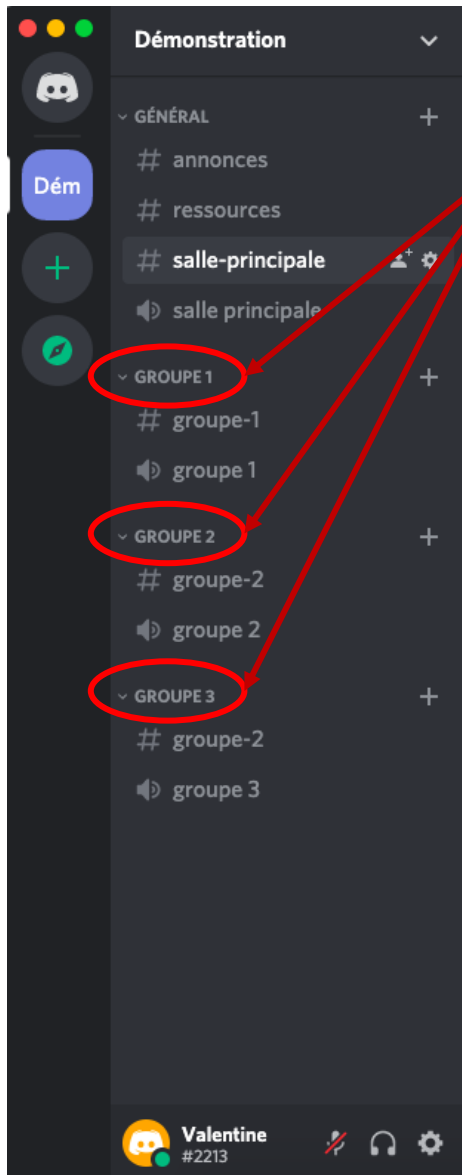 Démonstration
Dém
GÉNÉRAL
annonces
ressources
salle-principale
salle principale
GROUPE 1
groupe-1
groupe 1
GROUPE 2
groupe-2
groupe 2
GROUPE 3
groupe-2
groupe 3
Valentine
#2213